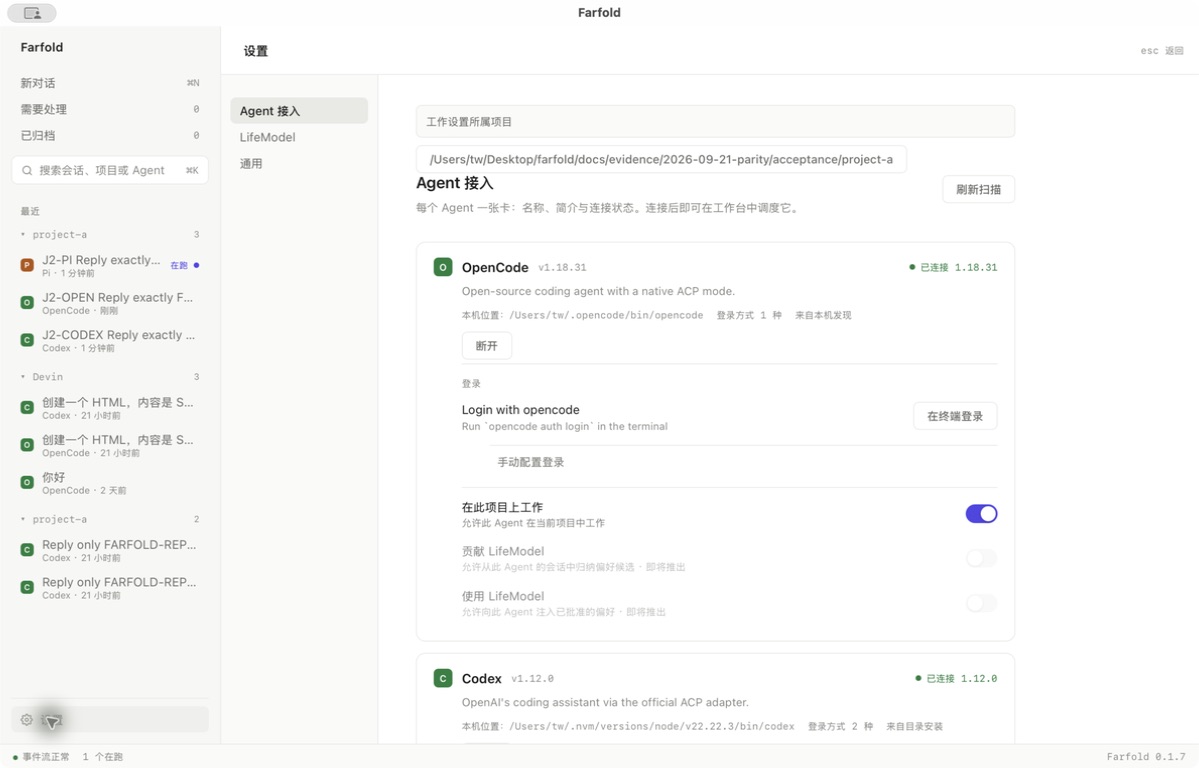 Farfold
Farfold
新对话 ⌘N
需要处理 0
已归档 0
搜索会话、项目或 Agent ⌘K
最近
project-a 3
P J2-PI Reply exactly... 在跑
Pi · 1 分钟前
O J2-OPEN Reply exactly F...
OpenCode · 刚刚
C J2-CODEX Reply exactly ...
Codex · 1 分钟前
Devin 3
C 创建一个 HTML，内容是 S...
Codex · 21 小时前
O 创建一个 HTML，内容是 S...
OpenCode · 21 小时前
O 你好
OpenCode · 2 天前
project-a 2
C Reply only FARFOLD-REP...
Codex · 21 小时前
C Reply only FARFOLD-REP...
Codex · 21 小时前
设置
esc 返回
Agent 接入
LifeModel
通用
工作设置所属项目
/Users/tw/Desktop/farfold/docs/evidence/2026-09-21-parity/acceptance/project-a
Agent 接入
每个 Agent 一张卡：名称、简介与连接状态。连接后即可在工作台中调度它。
刷新扫描
O OpenCode v1.18.31 已连接 1.18.31
Open-source coding agent with a native ACP mode.
本机位置：/Users/tw/.opencode/bin/opencode 登录方式 1 种 来自本机发现
断开
登录
Login with opencode
Run `opencode auth login` in the terminal
在终端登录
手动配置登录
在此项目上工作
允许此 Agent 在当前项目中工作
贡献 LifeModel
允许从此 Agent 的会话中归纳偏好候选 · 即将推出
使用 LifeModel
允许向此 Agent 注入已批准的偏好 · 即将推出
C Codex v1.12.0 已连接 1.12.0
OpenAI's coding assistant via the official ACP adapter.
本机位置：/Users/tw/.nvm/versions/node/v22.22.3/bin/codex 登录方式 2 种 来自目录安装
事件流正常 1 个在跑
Farfold 0.1.7